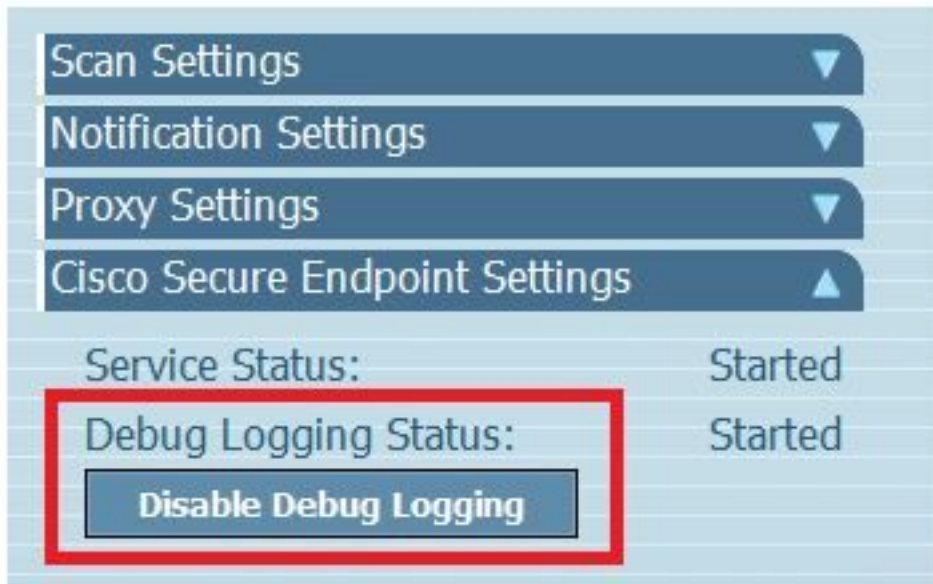 Scan Settings
Notification Settings
Proxy Settings
Cisco Secure Endpoint Settings
Service Status: Started
Debug Logging Status: Started
Disable Debug Logging